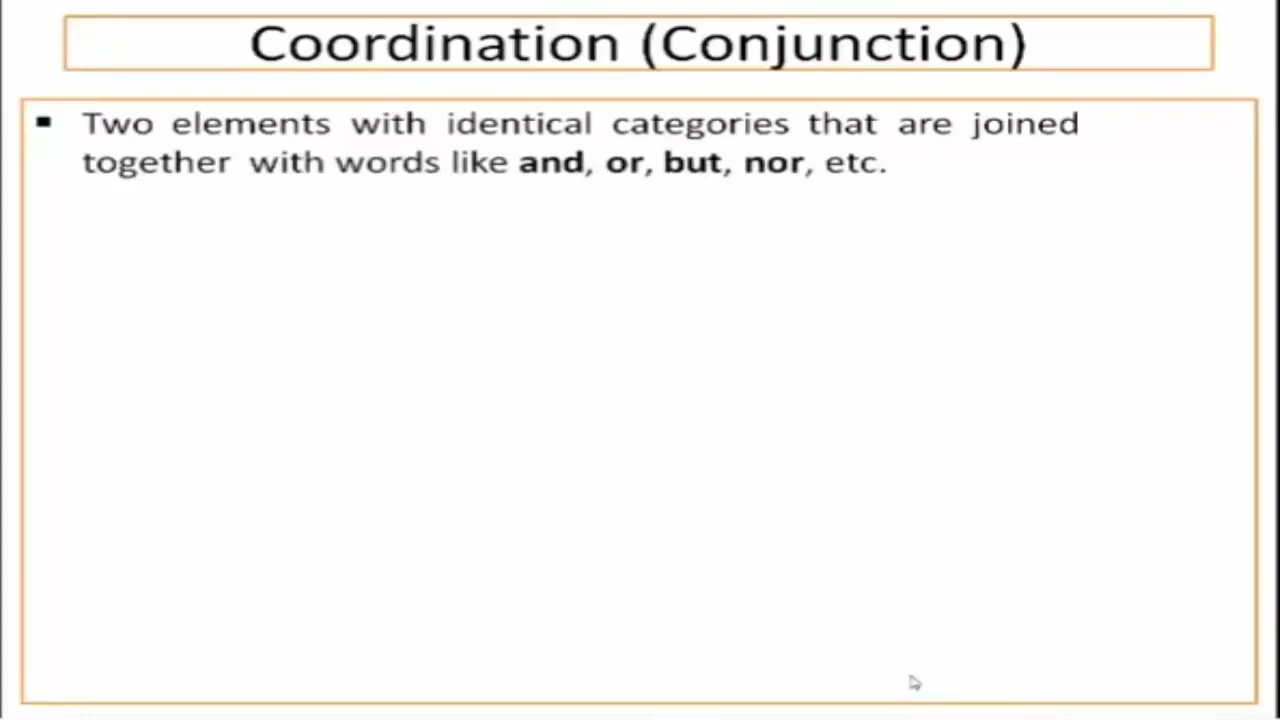 Coordination (Conjunction)
Two elements with identical categories that are joined
together with words like and, or, but, nor, etc.